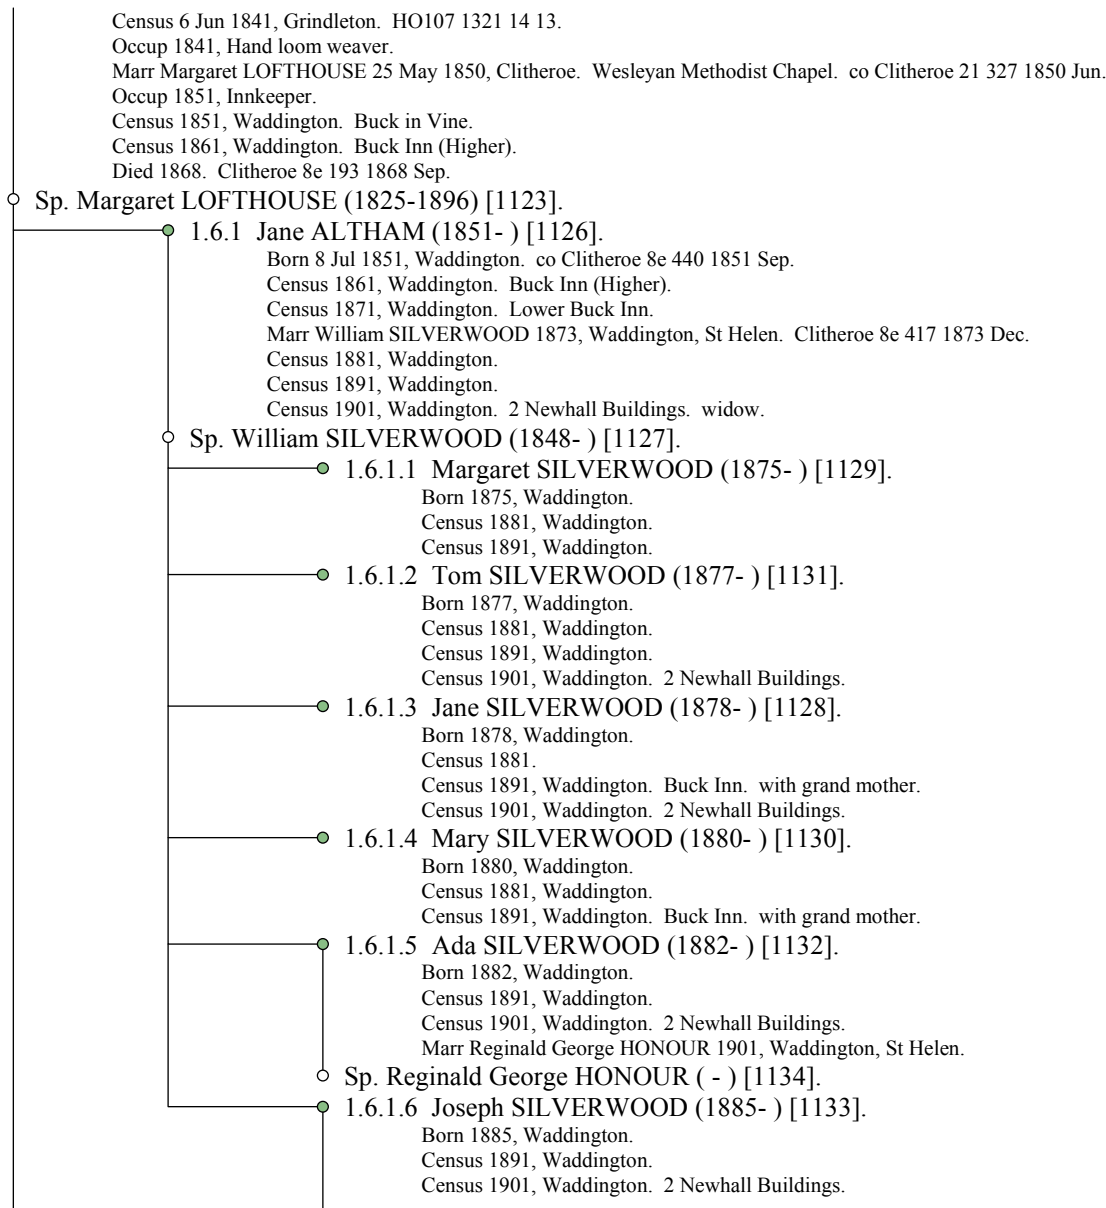 Census 6 Jun 1841, Grindleton.  HO107 1321 14 13.
Occup 1841, Hand loom weaver.
Marr Margaret LOFTHOUSE 25 May 1850, Clitheroe.  Wesleyan Methodist Chapel.  co Clitheroe 21 327 1850 Jun.
Occup 1851, Innkeeper.
Census 1851, Waddington.  Buck in Vine.
Census 1861, Waddington.  Buck Inn (Higher).
Died 1868.  Clitheroe 8e 193 1868 Sep.
Sp. Margaret LOFTHOUSE (1825-1896) [1123].
1.6.1  Jane ALTHAM (1851- ) [1126].
Born 8 Jul 1851, Waddington.  co Clitheroe 8e 440 1851 Sep.
Census 1861, Waddington.  Buck Inn (Higher).
Census 1871, Waddington.  Lower Buck Inn.
Marr William SILVERWOOD 1873, Waddington, St Helen.  Clitheroe 8e 417 1873 Dec.
Census 1881, Waddington.
Census 1891, Waddington.
Census 1901, Waddington.  2 Newhall Buildings.  widow.
Sp. William SILVERWOOD (1848- ) [1127].
1.6.1.1  Margaret SILVERWOOD (1875- ) [1129].
Born 1875, Waddington.
Census 1881, Waddington.
Census 1891, Waddington.
1.6.1.2  Tom SILVERWOOD (1877- ) [1131].
Born 1877, Waddington.
Census 1881, Waddington.
Census 1891, Waddington.
Census 1901, Waddington.  2 Newhall Buildings.
1.6.1.3  Jane SILVERWOOD (1878- ) [1128].
Born 1878, Waddington.
Census 1881.
Census 1891, Waddington.  Buck Inn.  with grand mother.
Census 1901, Waddington.  2 Newhall Buildings.
1.6.1.4  Mary SILVERWOOD (1880- ) [1130].
Born 1880, Waddington.
Census 1881, Waddington.
Census 1891, Waddington.  Buck Inn.  with grand mother.
1.6.1.5  Ada SILVERWOOD (1882- ) [1132].
Born 1882, Waddington.
Census 1891, Waddington.
Census 1901, Waddington.  2 Newhall Buildings.
Marr Reginald George HONOUR 1901, Waddington, St Helen.
Sp. Reginald George HONOUR ( - ) [1134].
1.6.1.6  Joseph SILVERWOOD (1885- ) [1133].
Born 1885, Waddington.
Census 1891, Waddington.
Census 1901, Waddington.  2 Newhall Buildings.